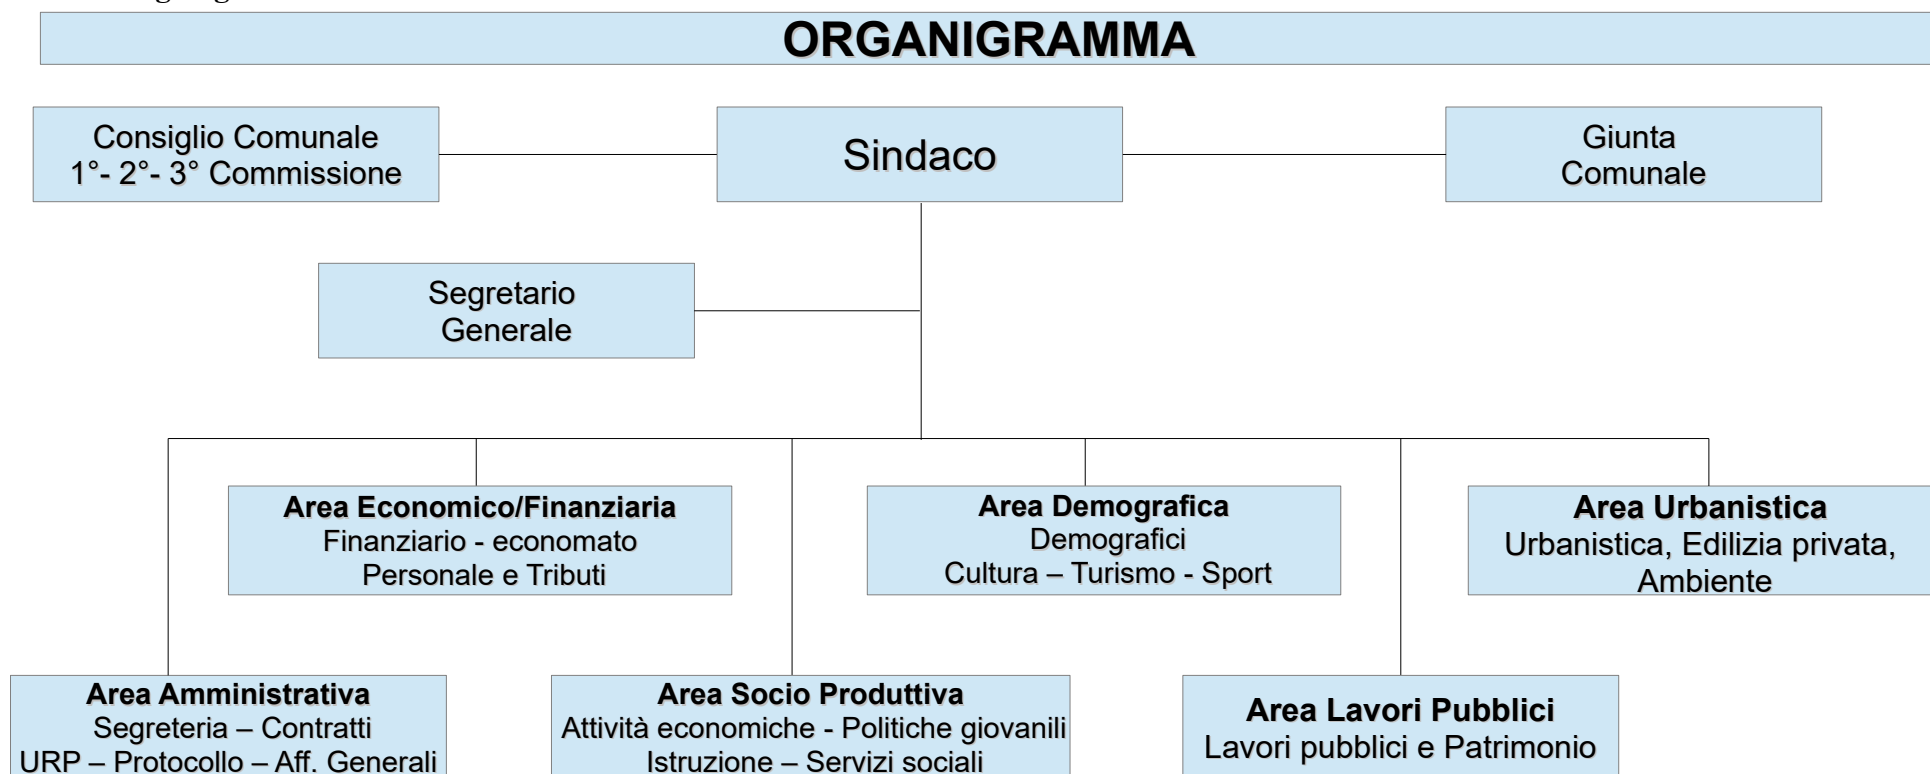 ORGANIGRAMMA
Consiglio Comunale
1°- 2°- 3° Commissione
Sindaco
Giunta
Comunale
Segretario
Generale
Area Economico/Finanziaria
Finanziario - economato
Personale e Tributi
Area Demografica
Demografici
Cultura – Turismo - Sport
Area Urbanistica
Urbanistica, Edilizia privata,
Ambiente
Area Amministrativa
Segreteria – Contratti
URP – Protocollo – Aff. Generali
Area Socio Produttiva
Attività economiche - Politiche giovanili
Istruzione – Servizi sociali
Area Lavori Pubblici
Lavori pubblici e Patrimonio